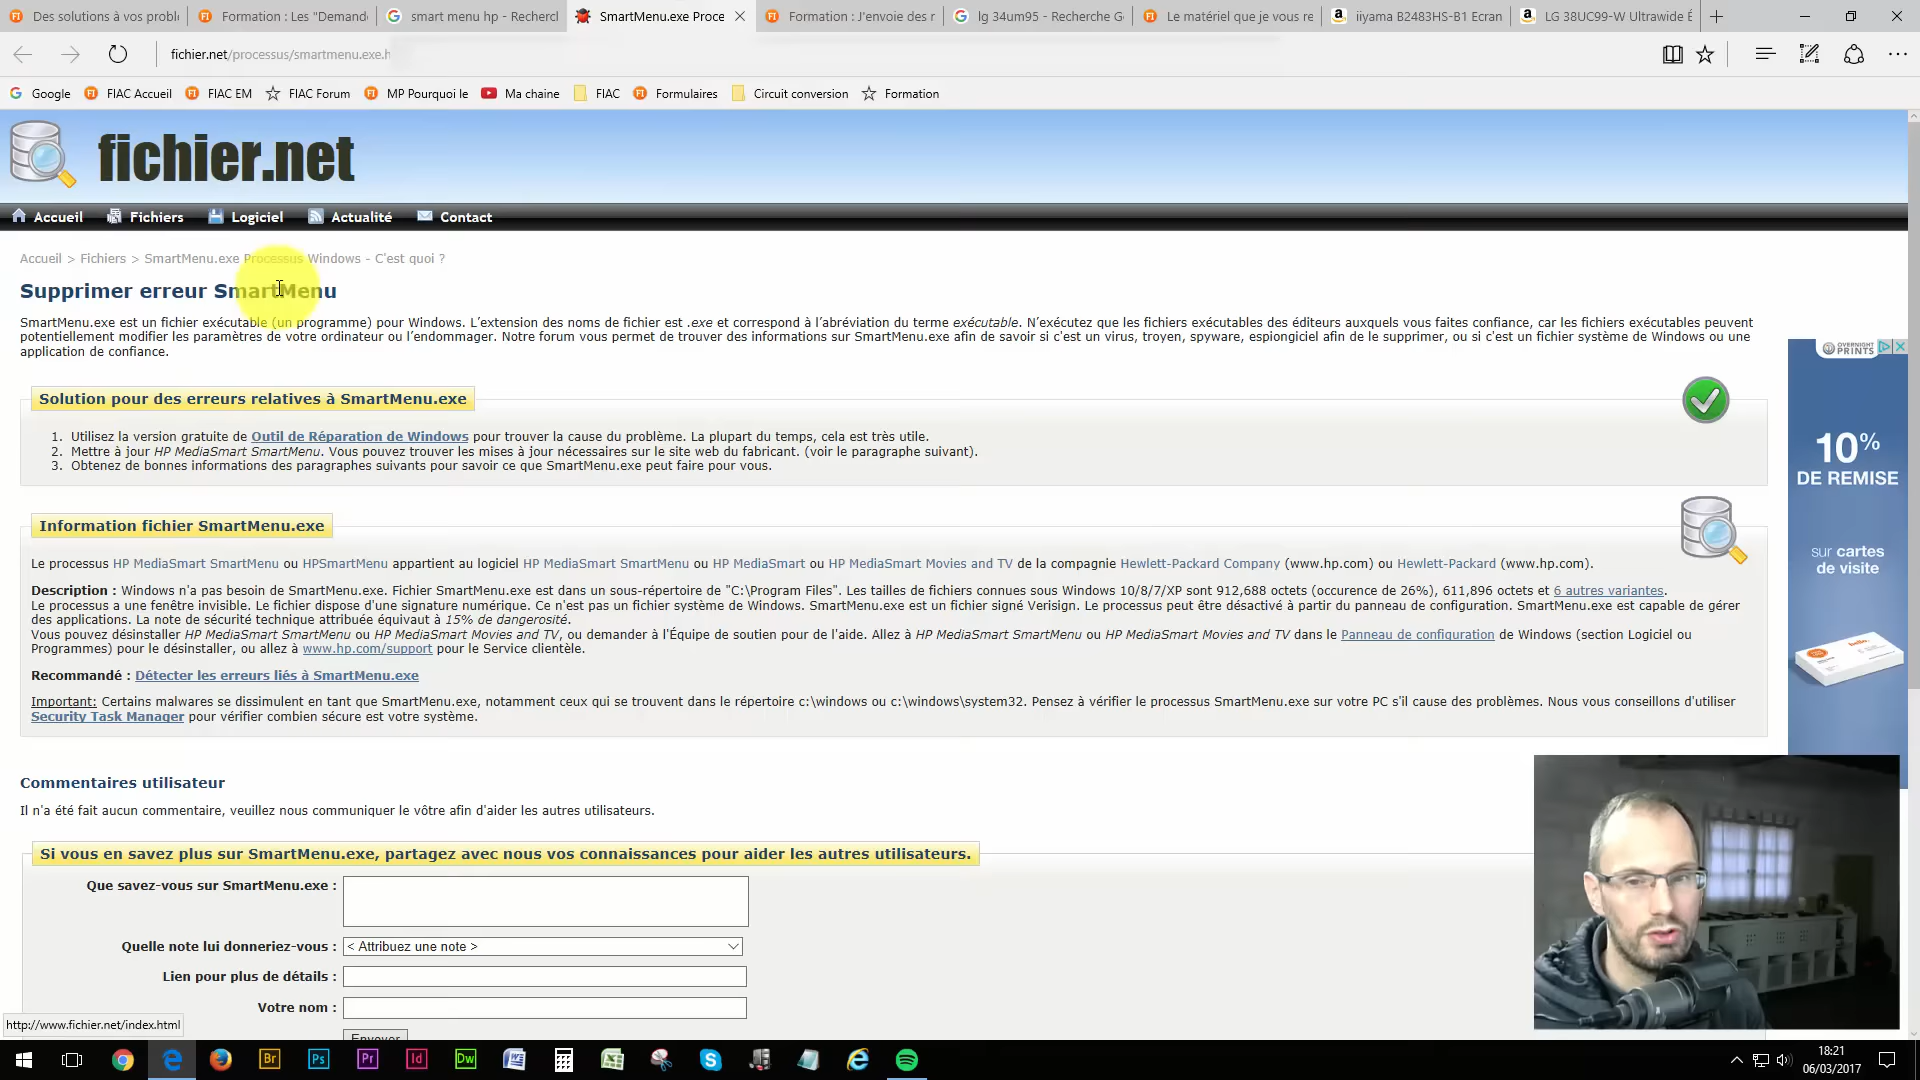 Des solutions à vos probl
Formation : Les "Demand
smart menu hp - Recherch
SmartMenu.exe Proce
Formation : J'envoie des r
lg 34um95 - Recherche G
Le matériel que je vous re
iiyama B2483HS-B1 Ecran
LG 38UC99-W Ultrawide É
fichier.net/processus/smartmenu.exe.h
Google
FIAC Accueil
FIAC EM
FIAC Forum
MP Pourquoi le
Ma chaine
FIAC
Formulaires
Circuit conversion
Formation
fichier.net
Accueil
Fichiers
Logiciel
Actualité
Contact
Accueil > Fichiers > SmartMenu.exe Processus Windows - C'est quoi ?
Supprimer erreur SmartMenu
SmartMenu.exe est un fichier exécutable (un programme) pour Windows. L'extension des noms de fichier est .exe et correspond à l'abréviation du terme exécutable. N'exécutez que les fichiers exécutables des éditeurs auxquels vous faites confiance, car les fichiers exécutables peuvent
potentiellement modifier les paramètres de votre ordinateur ou l'endommager. Notre forum vous permet de trouver des informations sur SmartMenu.exe afin de savoir si c'est un virus, troyen, spyware, espiongiciel afin de le supprimer, ou si c'est un fichier système de Windows ou une
application de confiance.
OVERNIGHT
PRINTS
Solution pour des erreurs relatives à SmartMenu.exe
1. Utilisez la version gratuite de Outil de Réparation de Windows pour trouver la cause du problème. La plupart du temps, cela est très utile.
2. Mettre à jour HP MediaSmart SmartMenu. Vous pouvez trouver les mises à jour nécessaires sur le site web du fabricant. (voir le paragraphe suivant).
3. Obtenez de bonnes informations des paragraphes suivants pour savoir ce que SmartMenu.exe peut faire pour vous.
10%
DE REMISE
sur cartes
de visite
Information fichier SmartMenu.exe
Le processus HP MediaSmart SmartMenu ou HPSmartMenu appartient au logiciel HP MediaSmart SmartMenu ou HP MediaSmart ou HP MediaSmart Movies and TV de la compagnie Hewlett-Packard Company (www.hp.com) ou Hewlett-Packard (www.hp.com).
Description : Windows n'a pas besoin de SmartMenu.exe. Fichier SmartMenu.exe est dans un sous-répertoire de "C:\Program Files". Les tailles de fichiers connues sous Windows 10/8/7/XP sont 912,688 octets (occurence de 26%), 611,896 octets et 6 autres variantes.
Le processus a une fenêtre invisible. Le fichier dispose d'une signature numérique. Ce n'est pas un fichier système de Windows. SmartMenu.exe est un fichier signé Verisign. Le processus peut être désactivé à partir du panneau de configuration. SmartMenu.exe est capable de gérer
des applications. La note de sécurité technique attribuée équivaut à 15% de dangerosité.
Vous pouvez désinstaller HP MediaSmart SmartMenu ou HP MediaSmart Movies and TV, ou demander à l'Équipe de soutien pour de l'aide. Allez à HP MediaSmart SmartMenu ou HP MediaSmart Movies and TV dans le Panneau de configuration de Windows (section Logiciel ou
Programmes) pour le désinstaller, ou allez à www.hp.com/support pour le Service clientèle.
Recommandé : Détecter les erreurs liés à SmartMenu.exe
Important: Certains malwares se dissimulent en tant que SmartMenu.exe, notamment ceux qui se trouvent dans le répertoire c:\windows ou c:\windows\system32. Pensez à vérifier le processus SmartMenu.exe sur votre PC s'il cause des problèmes. Nous vous conseillons d'utiliser
Security Task Manager pour vérifier combien sécure est votre système.
Commentaires utilisateur
Il n'a été fait aucun commentaire, veuillez nous communiquer le vôtre afin d'aider les autres utilisateurs.
Si vous en savez plus sur SmartMenu.exe, partagez avec nous vos connaissances pour aider les autres utilisateurs.
Que savez-vous sur SmartMenu.exe :
Quelle note lui donneriez-vous : < Attribuez une note >
Lien pour plus de détails :
Votre nom :
Envoyer
http://www.fichier.net/index.html
Br
Ps
Pr
Id
Dw
18:21
06/03/2017